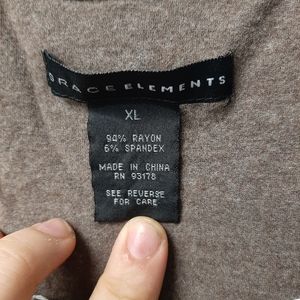 GRACE ELEMENTS
XL
94% RAYON
6% SPANDEX
MADE IN CHINA
RN 93178
SEE REVERSE
FOR CARE